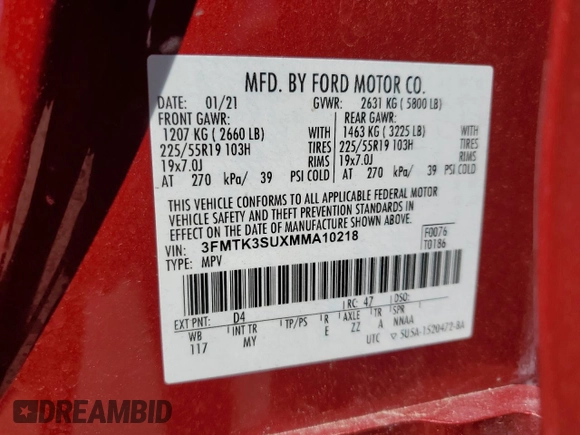 MFD. BY FORD MOTOR CO.
DATE: 01/21 GVWR: 2631 KG ( 5800 LB)
FRONT GAWR: REAR GAWR:
1207 KG ( 2660 LB) WITH 1463 KG ( 3225 LB) WITH
225/55R19 103H TIRES 225/55R19 103H TIRES
19x7.0J RIMS 19x7.0J RIMS
AT 270 kPa/ 39 PSI COLD AT 270 kPa/ 39 PSI COLD
THIS VEHICLE CONFORMS TO ALL APPLICABLE FEDERAL MOTOR
VEHICLE SAFETY AND THEFT PREVENTION STANDARDS IN
EFFECT ON THE DATE OF MANUFACTURE SHOWN ABOVE.
VIN: 3FMTK3SUXMMA10218 F0076
TYPE: MPV T0186
EXT PNT: D4 RC: 47 DSO:
WB INT TR TP/PS R AXLE TR SPR
117 MY E ZZ A NNAA
UTC SU5A-1520472-BA
DREAMBID